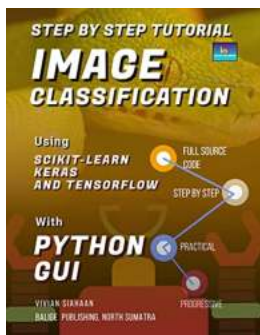 STEP BY STEP TUTORIAL
IMAGE
CLASSIFICATION
Using
SCIKIT-LEARN
KERAS
AND TENSORFLOW
FULL SOURCE
CODE
STEP BY STEP
With
PYTHON
GUI
PRACTICAL
PROGRESSIVE
VIVIAN SIAHAAN
BALIGE PUBLISHING, NORTH SUMATRA